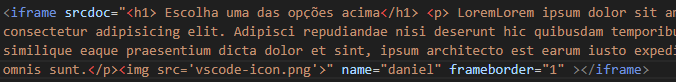 <iframe srcdoc="<h1> Escolha uma das opções acima</h1> <p> LoremLorem ipsum dolor sit am
consectetur adipisicing elit. Adipisci repudiandae nisi deserunt hic quibusdam temporibu
similique eaque praesentium dicta dolor et sint, ipsum architecto est earum iusto expedi
omnis sunt.</p><img src='vscode-icon.png'>" name="daniel" frameborder="1" ></iframe>